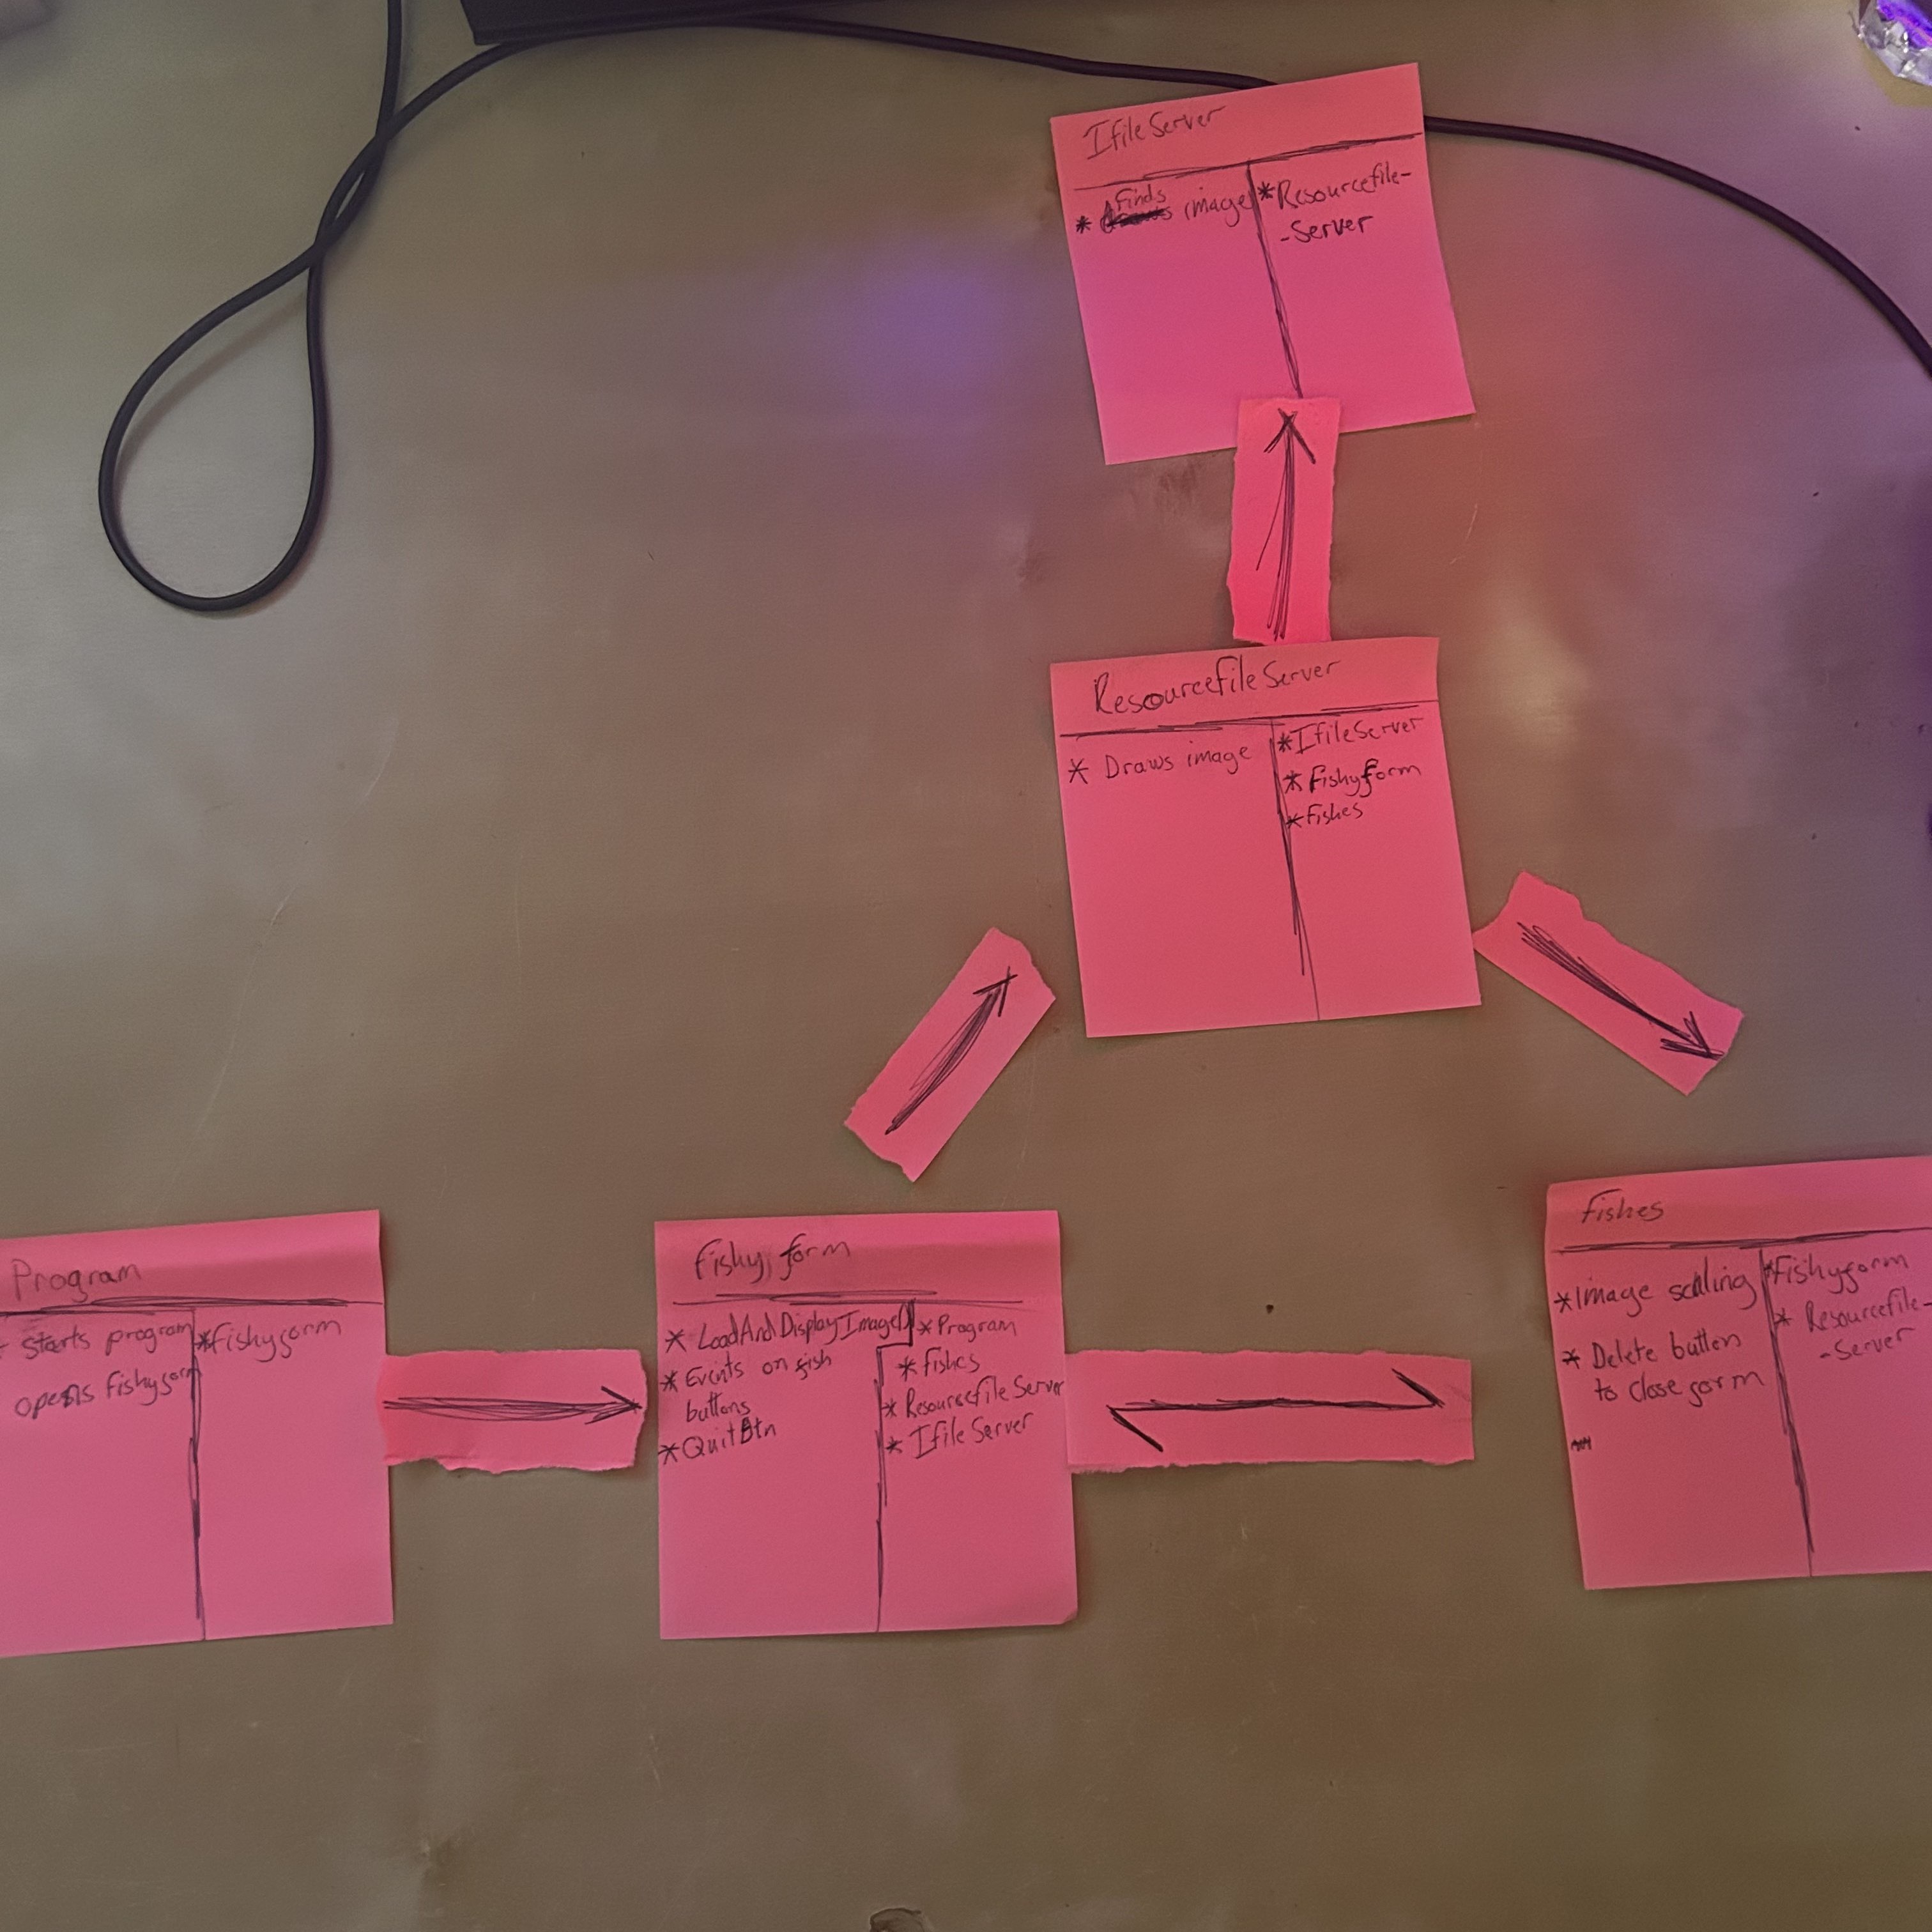 IfileServer
* Finds image
* Resourcefile-
-Server
ResourcefileServer
* Draws image
* IfileServer
* Fishyform
* fishes
Program
* Starts program
opens fishyform
* fishyform
fishy form
* LoadAndDisplayImage()
* Events on fish
buttons
* QuitBtn
* Program
* fishes
* ResourcefileServer
* IfileServer
fishes
* Image scaling
* Delete button
to close form
* Fishyform
* Resourcefile-
-Server